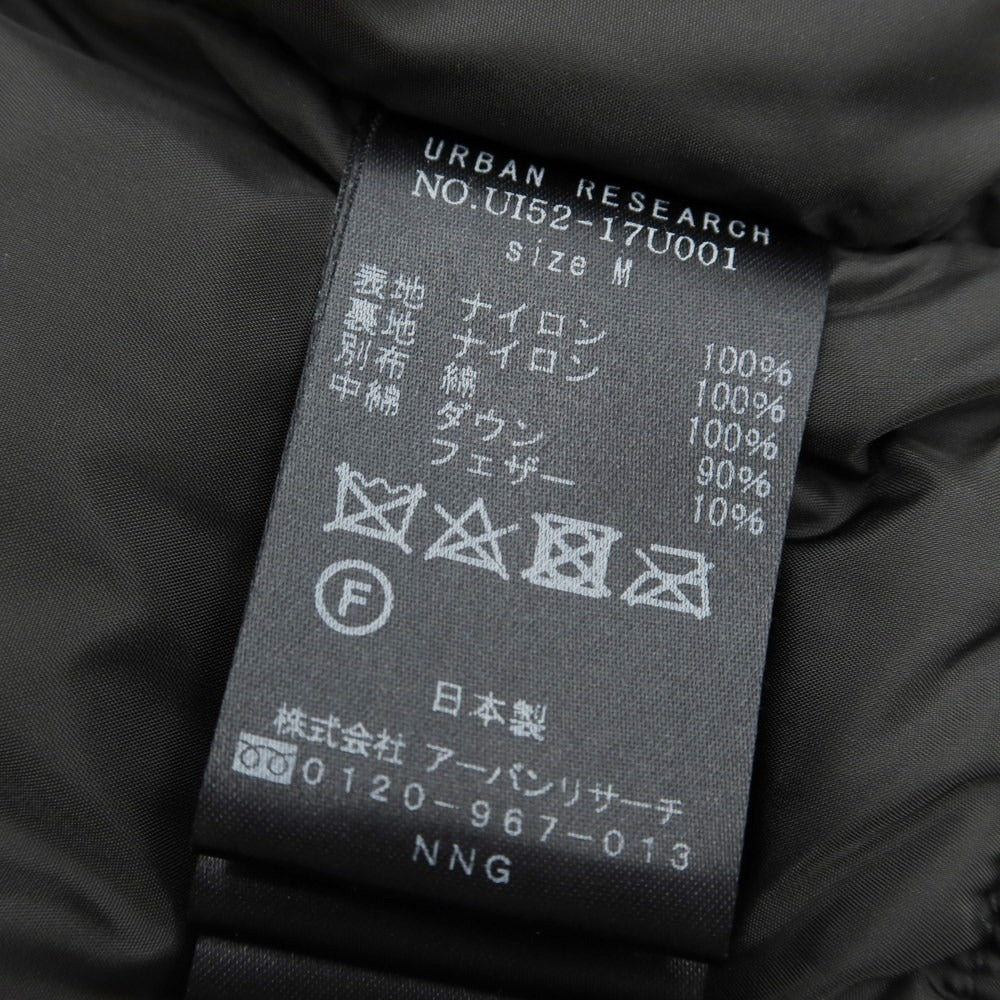 URBAN RESEARCH
NO.UI52-17U001
size M
表地 ナイロン 100%
裏地 ナイロン 100%
別布 綿 100%
中綿 ダウン 90%
フェザー 10%
F
日本製
株式会社 アーバンリサーチ
0120-967-013
NNG